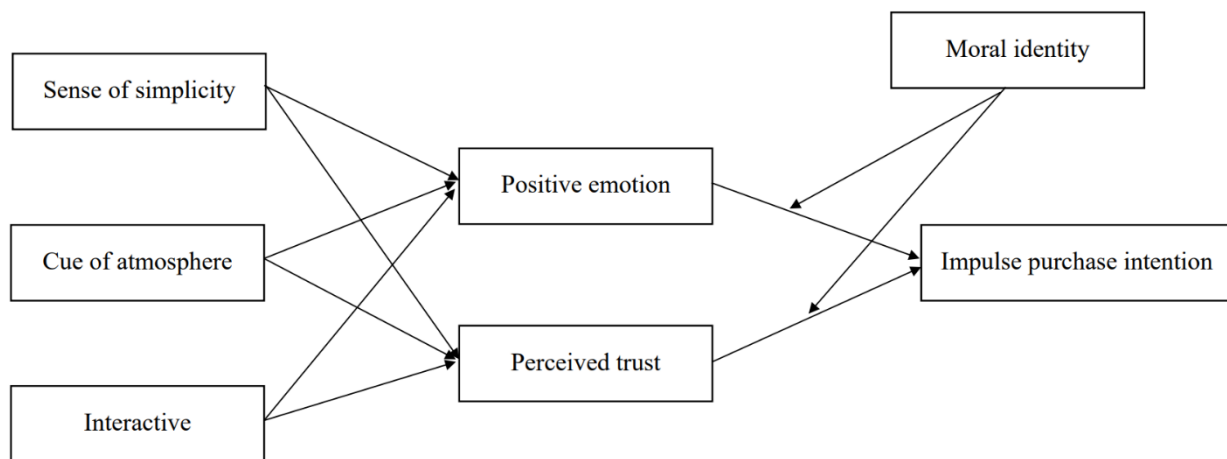 Moral identity
Sense of simplicity
Positive emotion
Cue of atmosphere
Impulse purchase intention
Perceived trust
Interactive